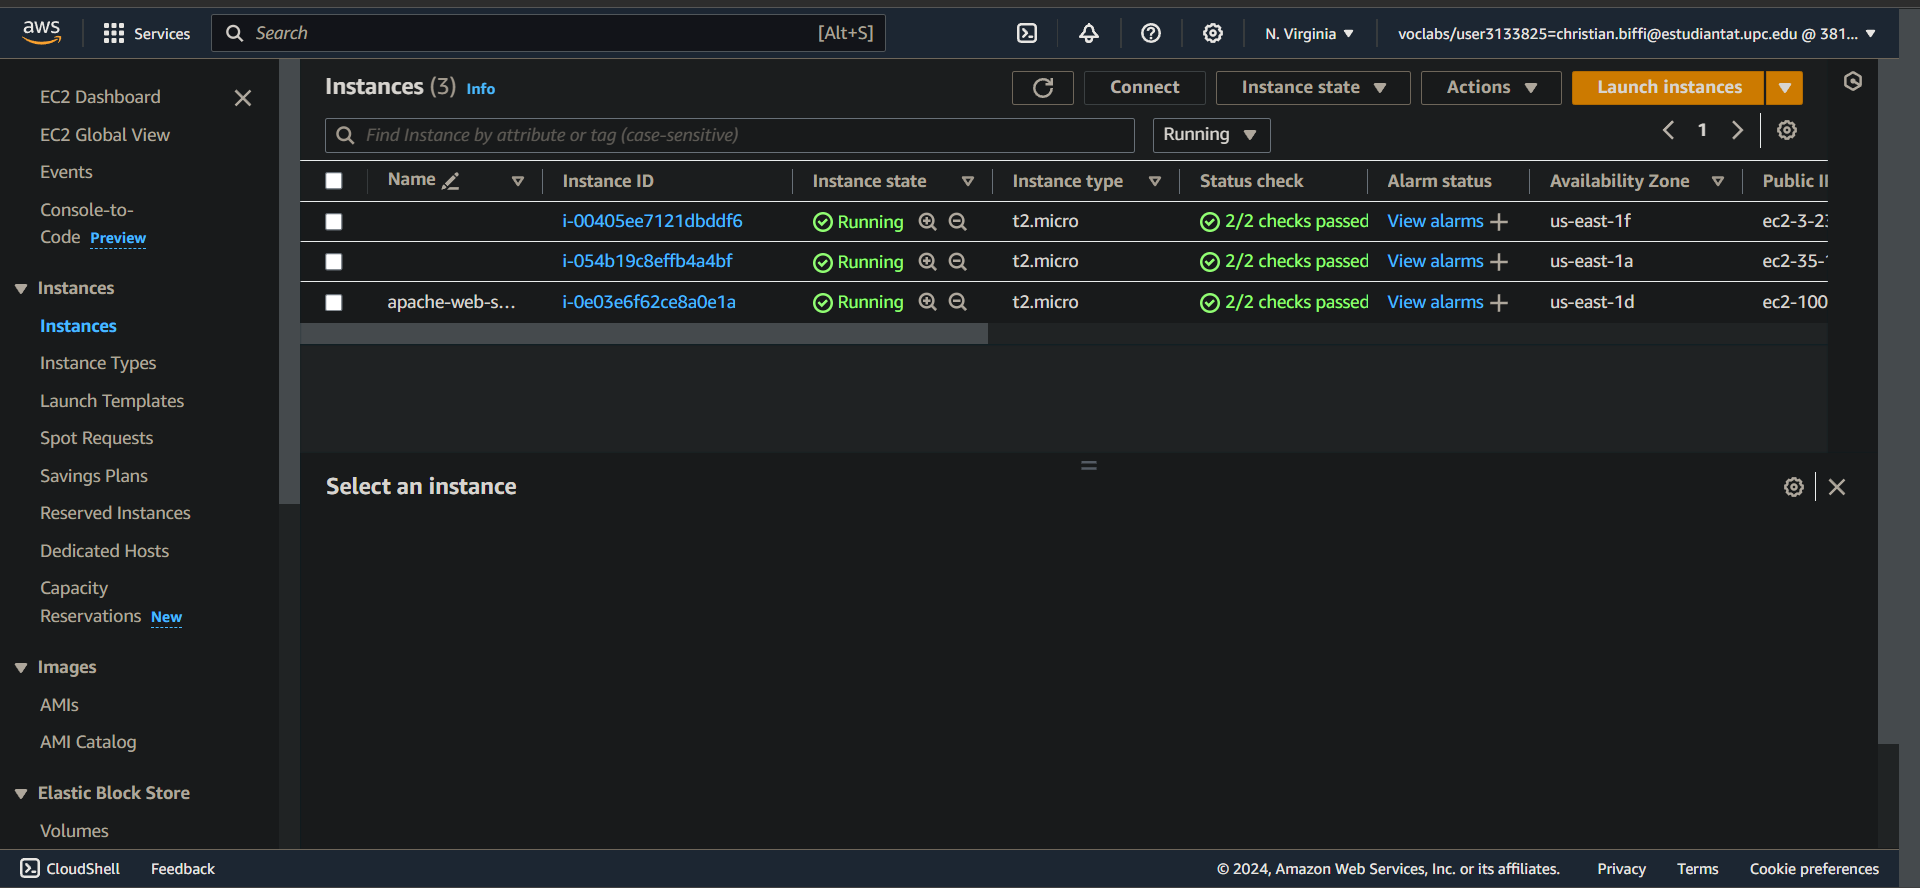 aws
Services
Search
[Alt+S]
N. Virginia
voclabs/user3133825=christian.biffi@estudiantat.upc.edu @ 381...
EC2 Dashboard
EC2 Global View
Events
Console-to-
Code Preview
Instances
Instances
Instance Types
Launch Templates
Spot Requests
Savings Plans
Reserved Instances
Dedicated Hosts
Capacity
Reservations New
Images
AMIs
AMI Catalog
Elastic Block Store
Volumes
Instances (3) Info
Connect
Instance state
Actions
Launch instances
Find Instance by attribute or tag (case-sensitive)
Running
1
Name Instance ID Instance state Instance type Status check Alarm status Availability Zone Public II
i-00405ee7121dbddf6 Running t2.micro 2/2 checks passed View alarms us-east-1f ec2-3-23
i-054b19c8effb4a4bf Running t2.micro 2/2 checks passed View alarms us-east-1a ec2-35-1
apache-web-s... i-0e03e6f62ce8a0e1a Running t2.micro 2/2 checks passed View alarms us-east-1d ec2-100
Select an instance
CloudShell
Feedback
© 2024, Amazon Web Services, Inc. or its affiliates.
Privacy
Terms
Cookie preferences